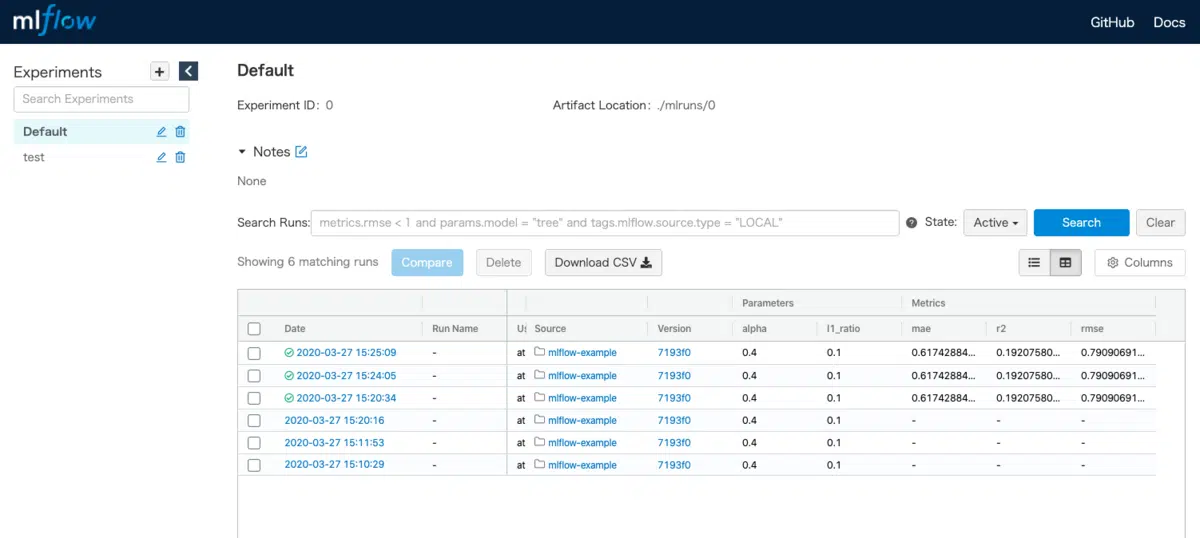 mlflow GitHub Docs
Experiments
Search Experiments
Default
test
Default
Experiment ID: 0 Artifact Location: ./mlruns/0
Notes
None
Search Runs: metrics.rmse < 1 and params.model = "tree" and tags.mlflow.source.type = "LOCAL" State: Active Search Clear
Showing 6 matching runs Compare Delete Download CSV Columns
Parameters Metrics
Date Run Name Us Source Version alpha l1_ratio mae r2 rmse
2020-03-27 15:25:09 - at mlflow-example 7193f0 0.4 0.1 0.61742884... 0.19207580... 0.79090691...
2020-03-27 15:24:05 - at mlflow-example 7193f0 0.4 0.1 0.61742884... 0.19207580... 0.79090691...
2020-03-27 15:20:34 - at mlflow-example 7193f0 0.4 0.1 0.61742884... 0.19207580... 0.79090691...
2020-03-27 15:20:16 - at mlflow-example 7193f0 0.4 0.1 - - -
2020-03-27 15:11:53 - at mlflow-example 7193f0 0.4 0.1 - - -
2020-03-27 15:10:29 - at mlflow-example 7193f0 0.4 0.1 - - -